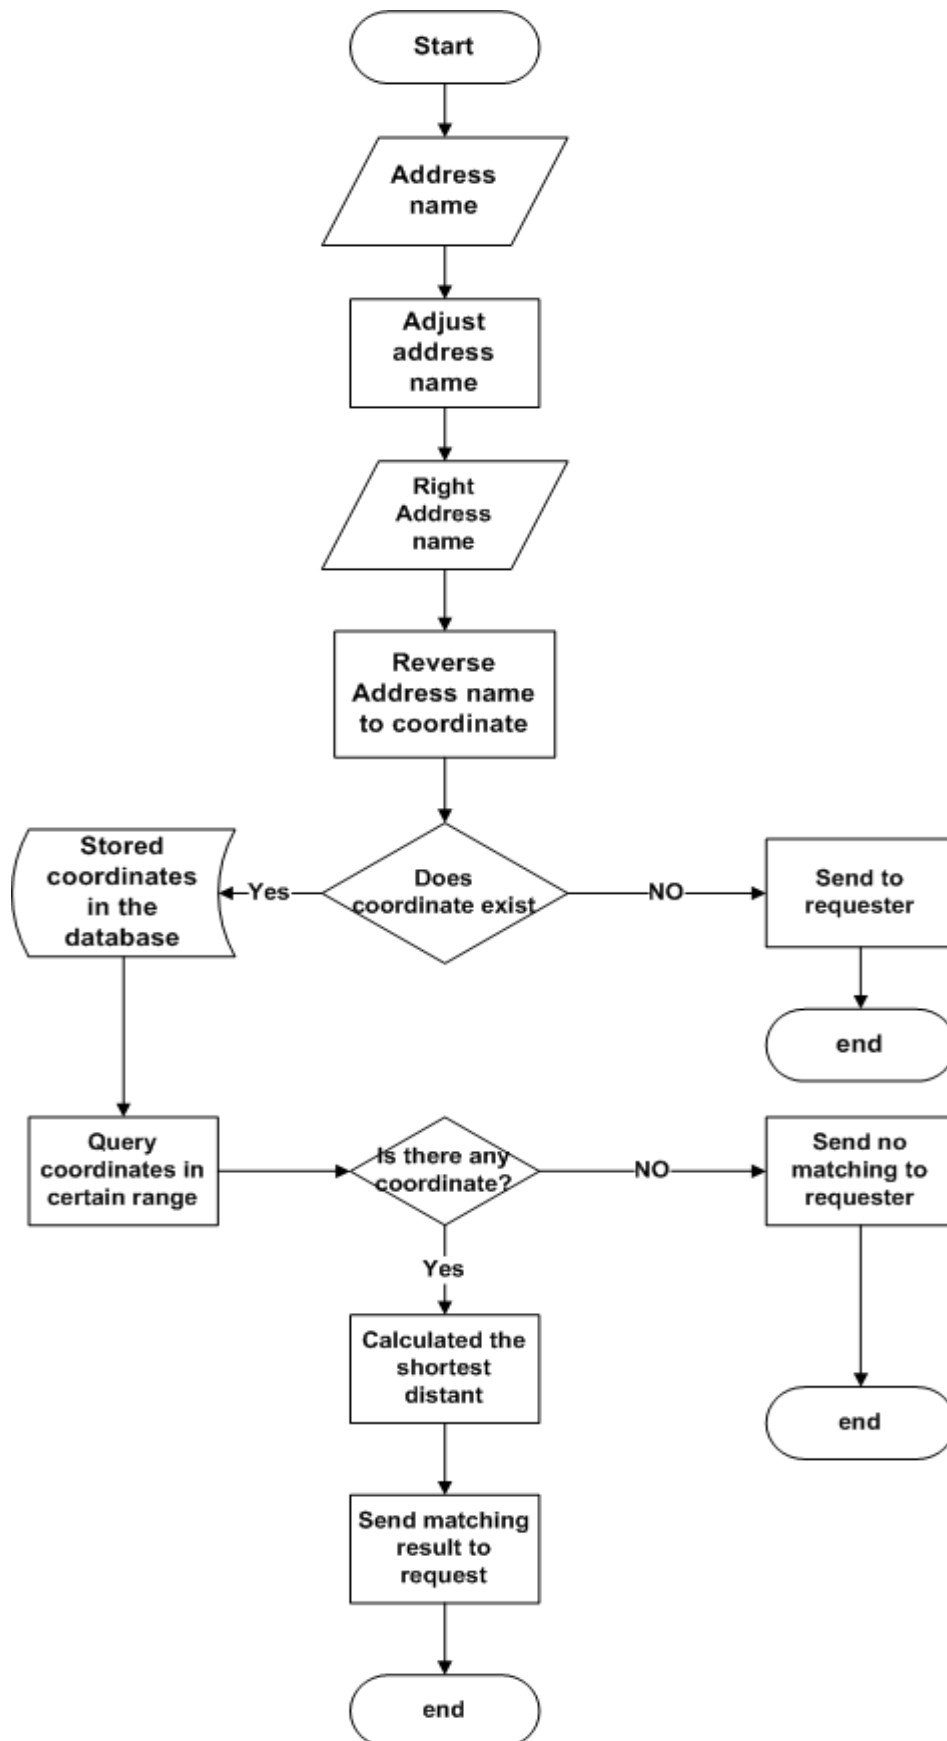 Start
Address
name
Adjust
address
name
Right
Address
name
Reverse
Address name
to coordinate
Stored
coordinates
in the
database
Yes
Does
coordinate exist
NO
Send to
requester
end
Query
coordinates in
certain range
Is there any
coordinate?
NO
Send no
matching to
requester
Yes
Calculated the
shortest
distant
end
Send matching
result to
request
end